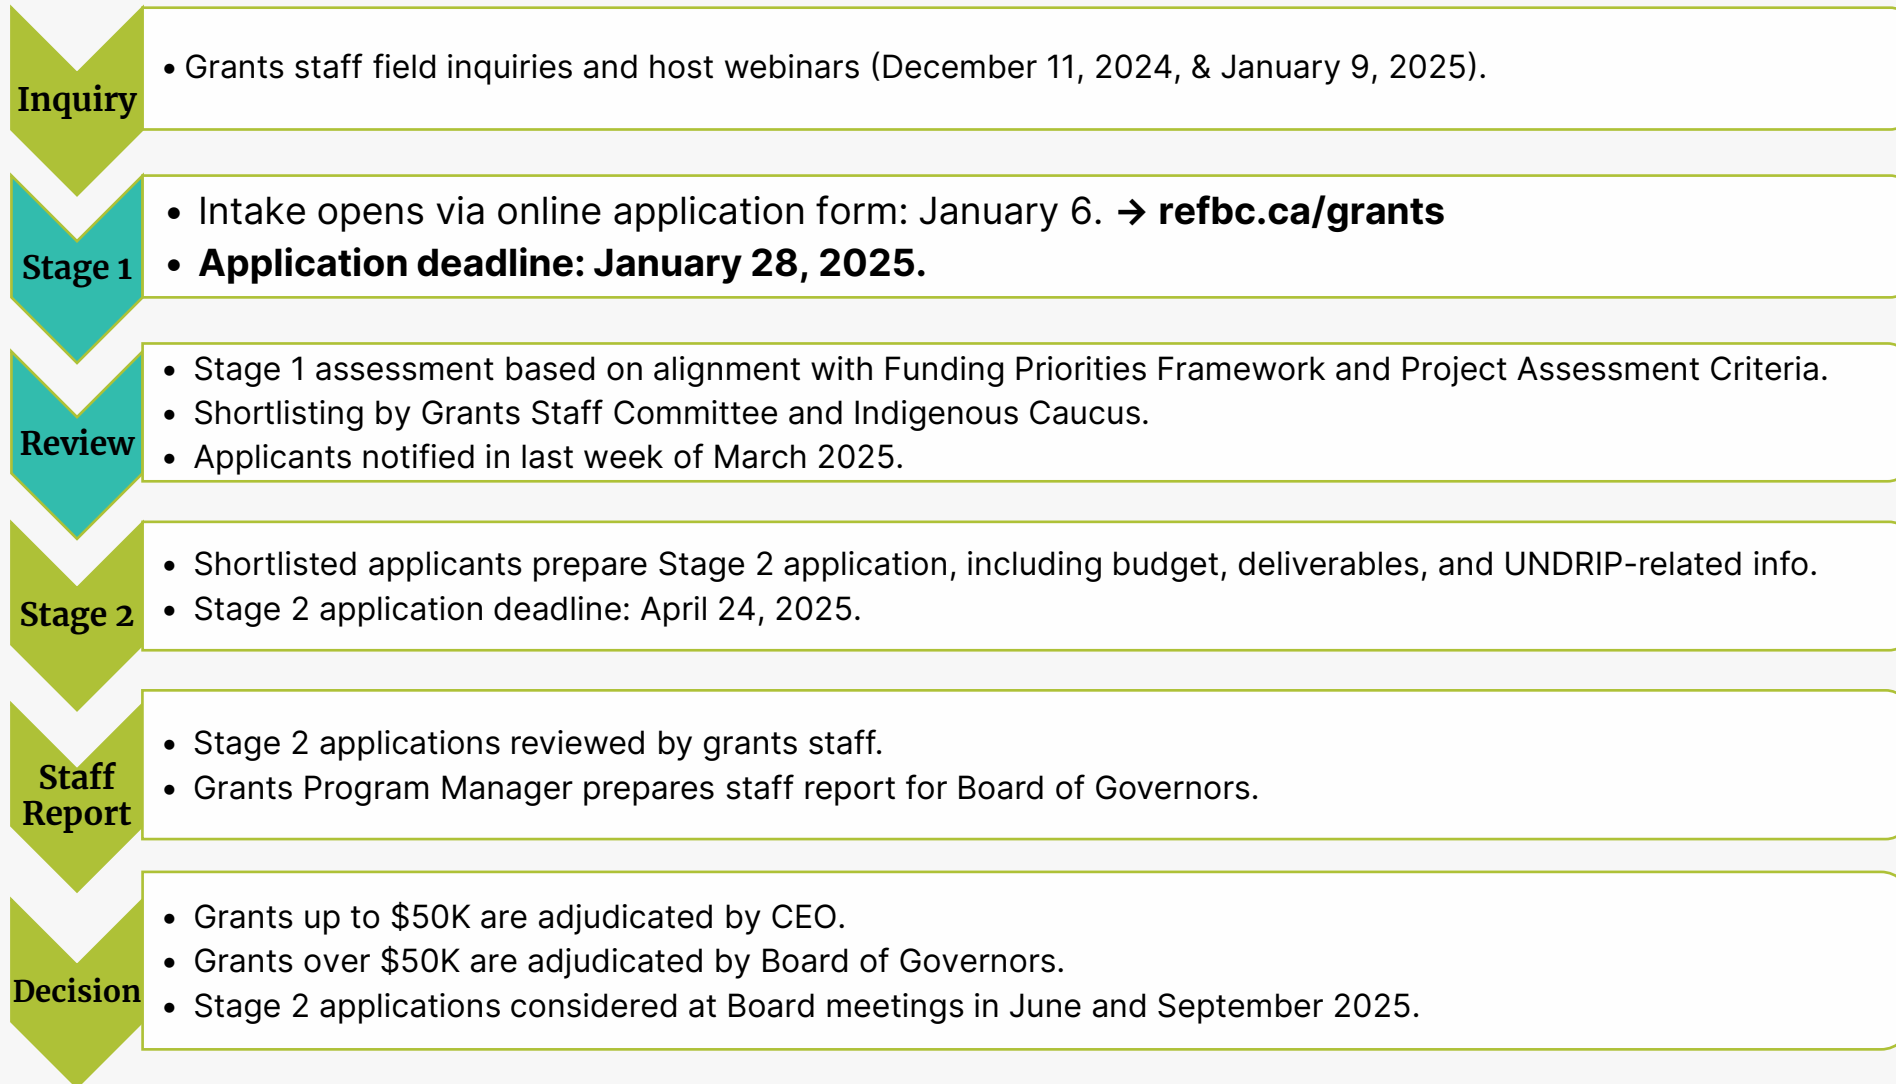 Inquiry
• Grants staff field inquiries and host webinars (December 11, 2024, & January 9, 2025).
Stage 1
• Intake opens via online application form: January 6. → refbc.ca/grants
• Application deadline: January 28, 2025.
Review
• Stage 1 assessment based on alignment with Funding Priorities Framework and Project Assessment Criteria.
• Shortlisting by Grants Staff Committee and Indigenous Caucus.
• Applicants notified in last week of March 2025.
Stage 2
• Shortlisted applicants prepare Stage 2 application, including budget, deliverables, and UNDRIP-related info.
• Stage 2 application deadline: April 24, 2025.
Staff
Report
• Stage 2 applications reviewed by grants staff.
• Grants Program Manager prepares staff report for Board of Governors.
Decision
• Grants up to $50K are adjudicated by CEO.
• Grants over $50K are adjudicated by Board of Governors.
• Stage 2 applications considered at Board meetings in June and September 2025.